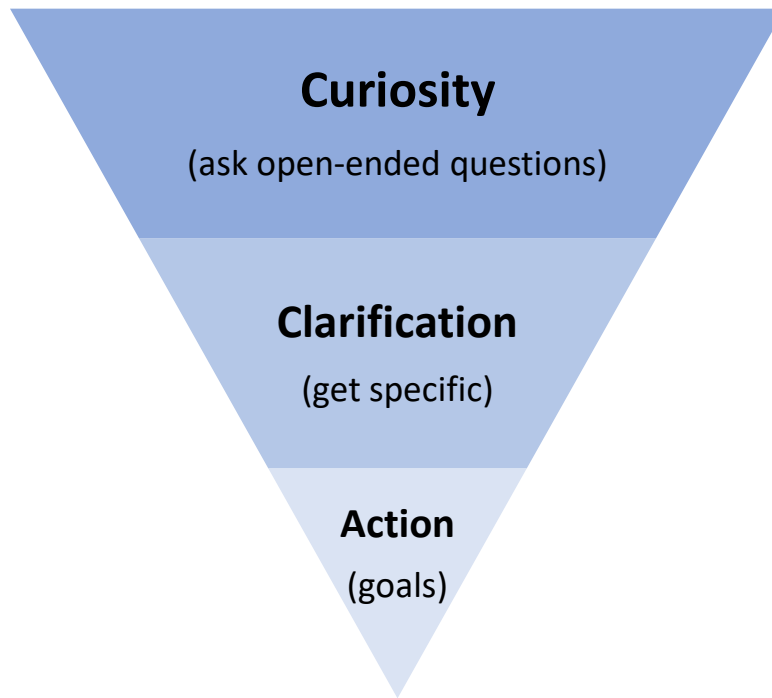 Curiosity
(ask open-ended questions)
Clarification
(get specific)
Action
(goals)